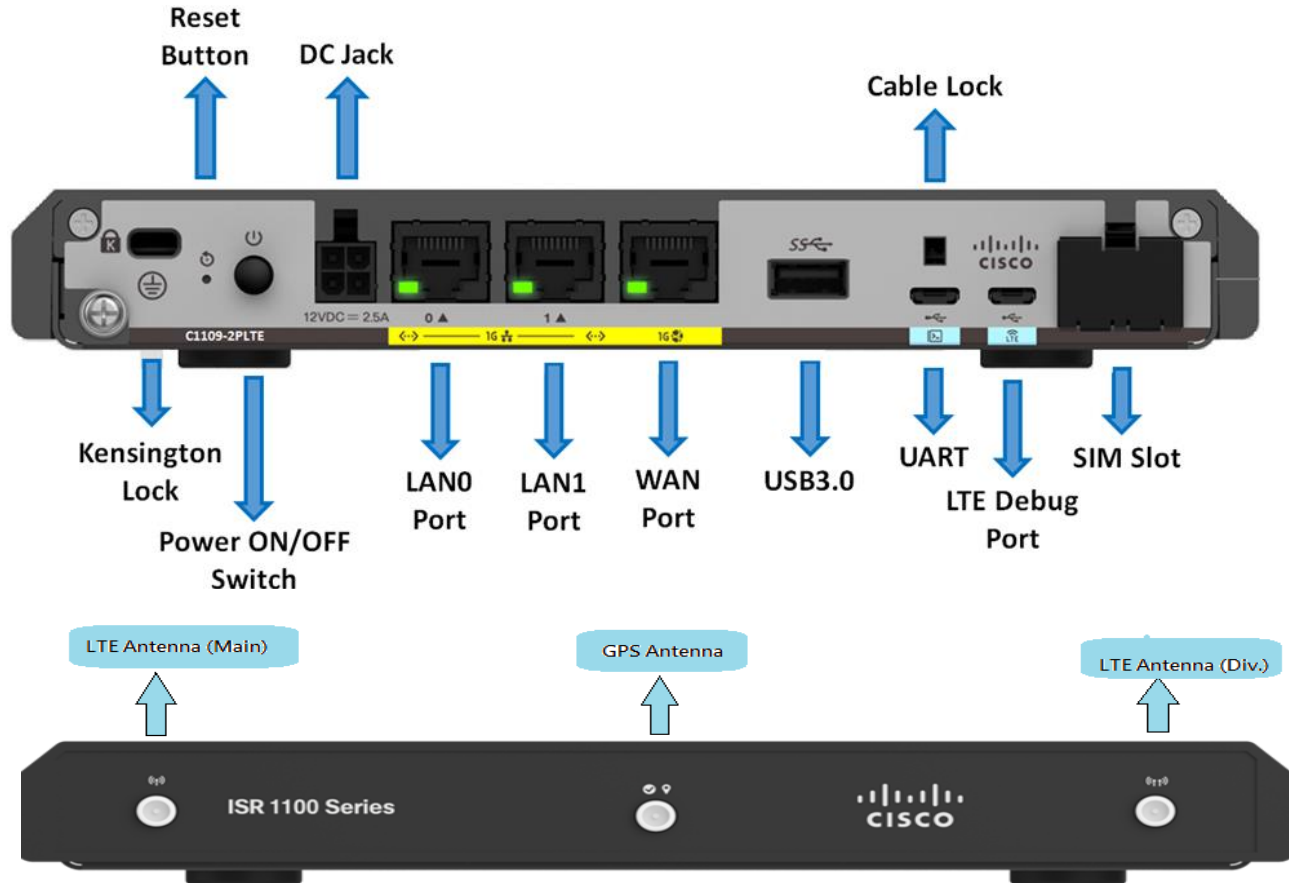 Reset
Button
DC Jack
Cable Lock
K
SS
CISCO
12VDC = 2.5A
0 ▲
1 ▲
C1109-2PLTE
1G
1G
LTE
Kensington
Lock
Power ON/OFF
Switch
LAN0
Port
LAN1
Port
WAN
Port
USB3.0
UART
LTE Debug
Port
SIM Slot
LTE Antenna (Main)
GPS Antenna
LTE Antenna (Div.)
ISR 1100 Series
CISCO